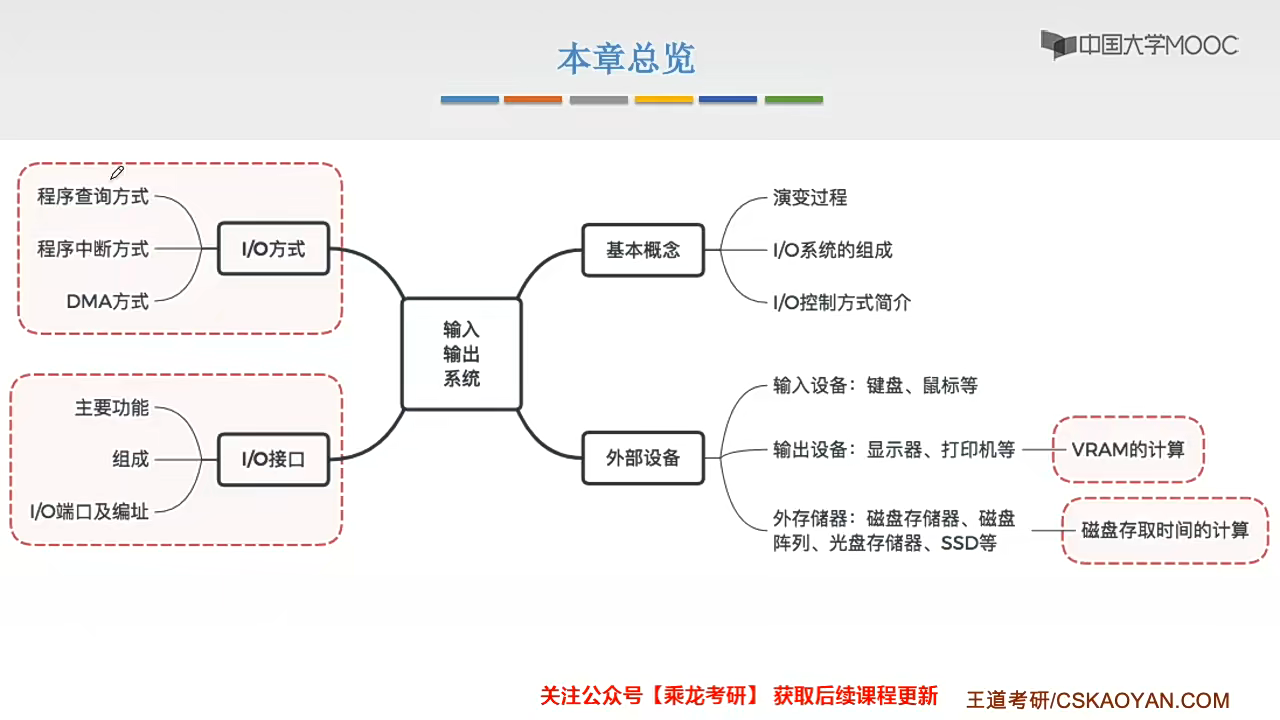 本章总览
中国大学MOOC
程序查询方式
程序中断方式
DMA方式
I/O方式
主要功能
组成
I/O端口及编址
I/O接口
输入
输出
系统
基本概念
演变过程
I/O系统的组成
I/O控制方式简介
外部设备
输入设备：键盘、鼠标等
输出设备：显示器、打印机等
VRAM的计算
外存储器：磁盘存储器、磁盘
阵列、光盘存储器、SSD等
磁盘存取时间的计算
关注公众号【乘龙考研】 获取后续课程更新
王道考研/CSKAOYAN.COM